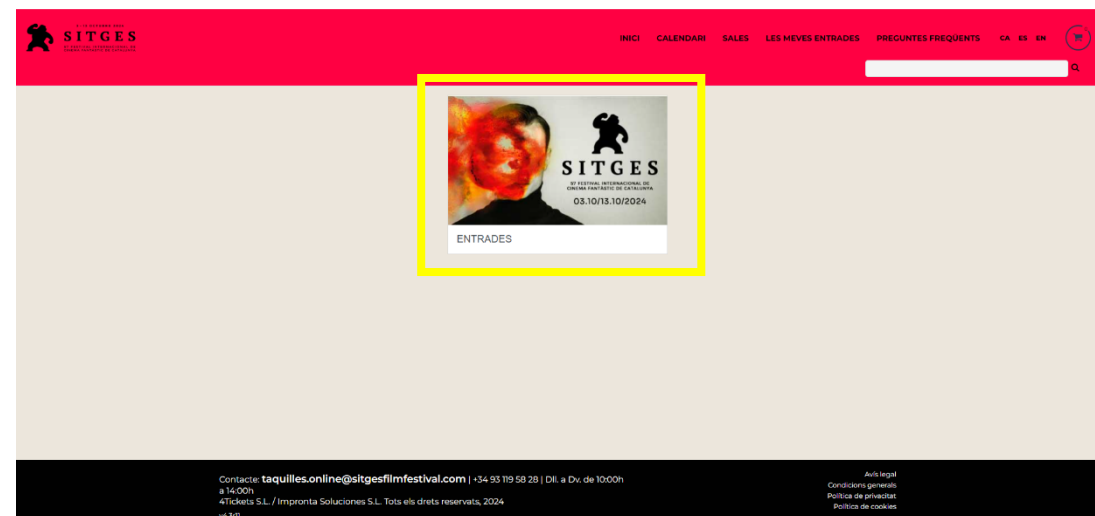 SITGES
INICI CALENDARI SALES LES MEVES ENTRADES PREGUNTES FREQÜENTS CA ES EN
SITGES
57 FESTIVAL INTERNACIONAL DE
CINEMA FANTÀSTIC DE CATALUNYA
03.10/13.10/2024
ENTRADES
Contacte: taquilles.online@sitgesfilmfestival.com | +34 93 119 58 28 | Dll. a Dv. de 10:00h
a 14:00h
4Tickets S.L. / Impronta Soluciones S.L. Tots els drets reservats, 2024
Avís legal
Condicions generals
Política de privacitat
Política de cookies